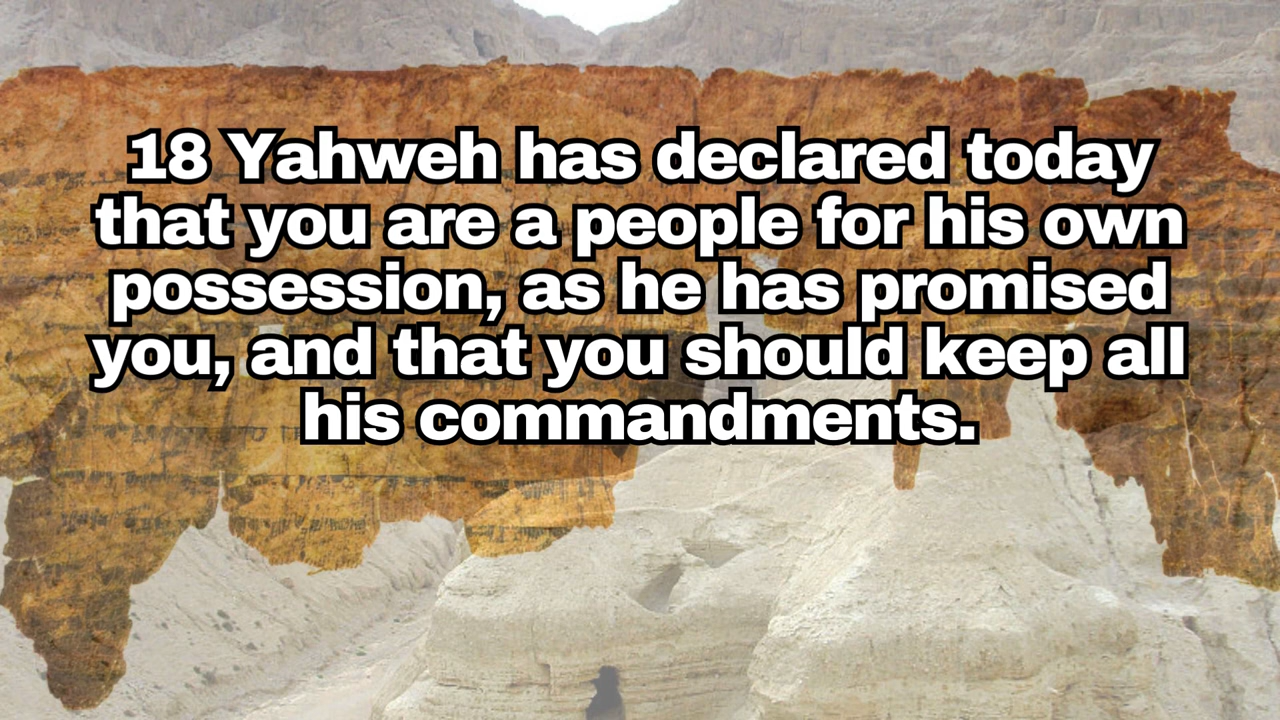 18 Yahweh has declared today
that you are a people for his own
possession, as he has promised
you, and that you should keep all
his commandments.